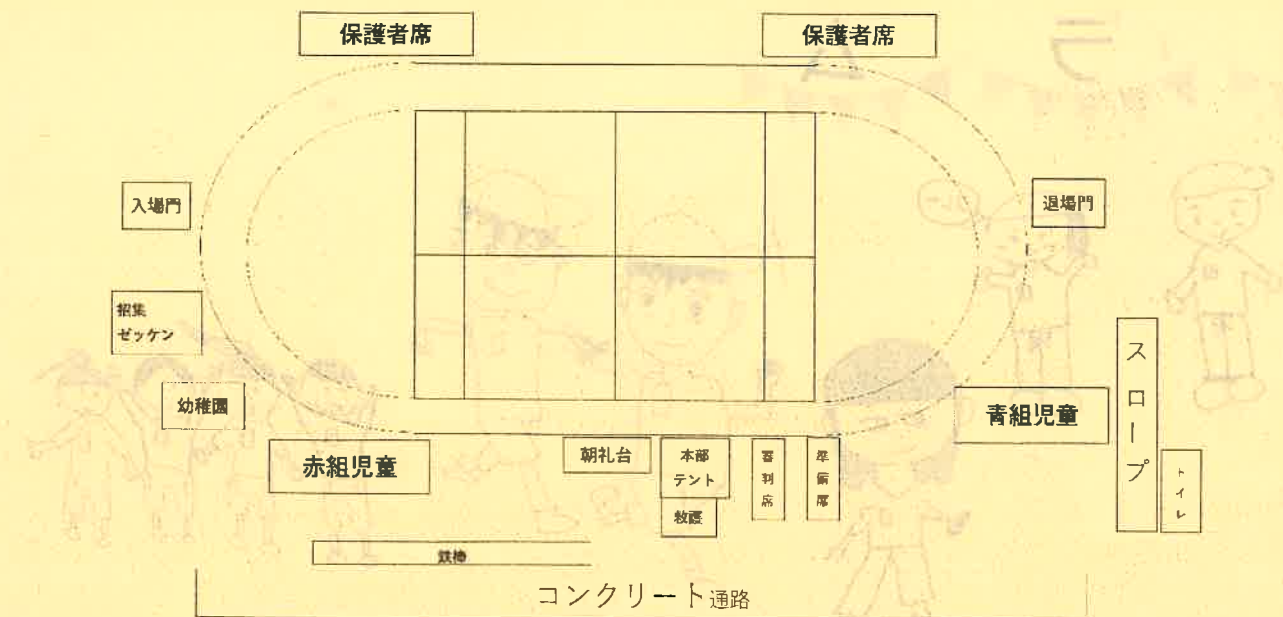 保護者席
保護者席
入場門
退場門
招集
ゼッケン
幼稚園
赤組児童
朝礼台
本部
テント
救護
審判席
準備席
青組児童
スロープ
トイレ
鉄棒
コンクリート通路